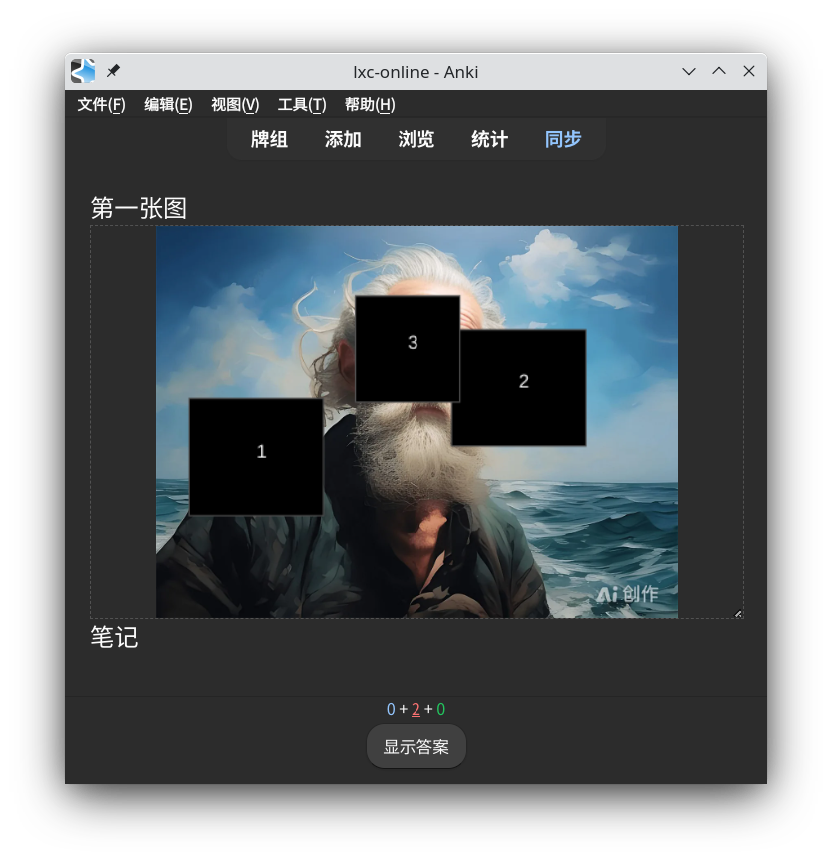 lxc-online - Anki
文件(F) 编辑(E) 视图(V) 工具(T) 帮助(H)
牌组 添加 浏览 统计 同步
第一张图
3
2
1
Ai 创作
笔记
0 + 2 + 0
显示答案